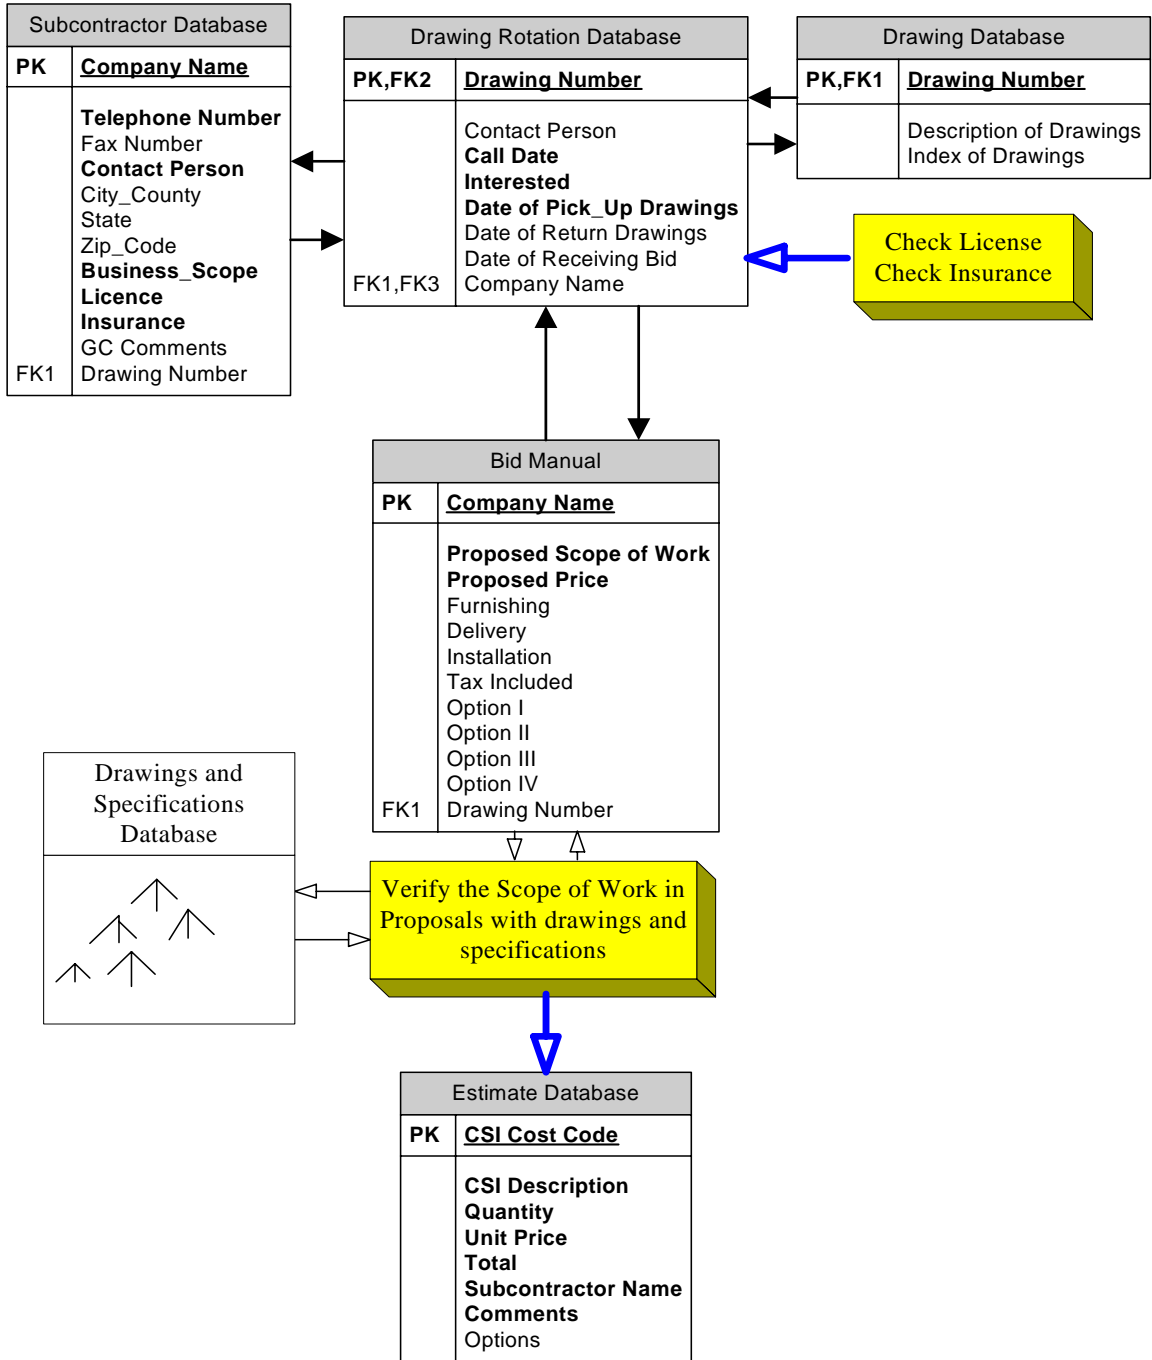 Subcontractor Database
PK Company Name
Telephone Number
Fax Number
Contact Person
City_County
State
Zip_Code
Business_Scope
Licence
Insurance
GC Comments
FK1 Drawing Number
Drawing Rotation Database
PK,FK2 Drawing Number
Contact Person
Call Date
Interested
Date of Pick_Up Drawings
Date of Return Drawings
Date of Receiving Bid
FK1,FK3 Company Name
Drawing Database
PK,FK1 Drawing Number
Description of Drawings
Index of Drawings
Check License
Check Insurance
Bid Manual
PK Company Name
Proposed Scope of Work
Proposed Price
Furnishing
Delivery
Installation
Tax Included
Option I
Option II
Option III
Option IV
FK1 Drawing Number
Drawings and
Specifications
Database
Verify the Scope of Work in
Proposals with drawings and
specifications
Estimate Database
PK CSI Cost Code
CSI Description
Quantity
Unit Price
Total
Subcontractor Name
Comments
Options